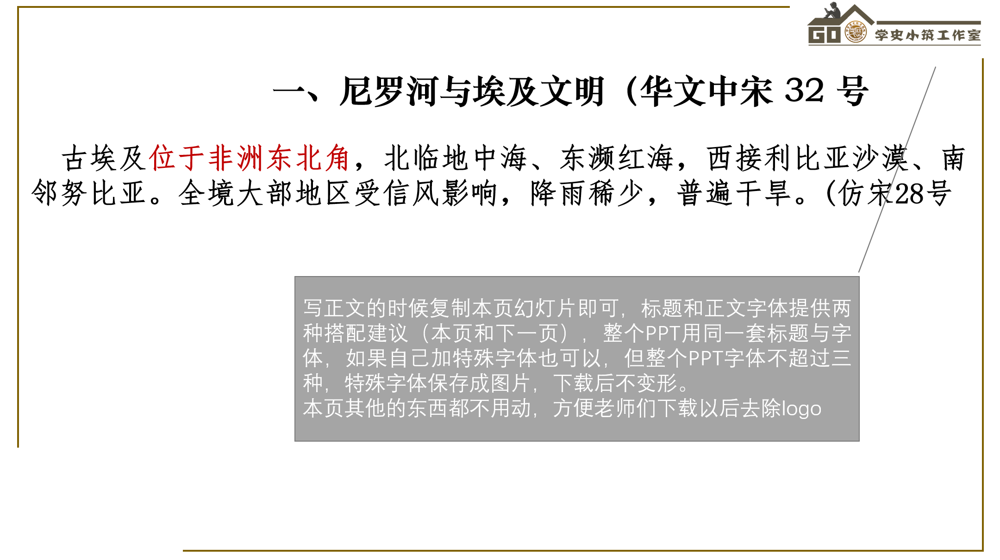 GO 学史小筑工作室
一、尼罗河与埃及文明（华文中宋 32 号
古埃及位于非洲东北角，北临地中海、东濒红海，西接利比亚沙漠、南
邻努比亚。全境大部地区受信风影响，降雨稀少，普遍干旱。(仿宋28号
写正文的时候复制本页幻灯片即可，标题和正文字体提供两
种搭配建议（本页和下一页），整个PPT用同一套标题与字
体，如果自己加特殊字体也可以，但整个PPT字体不超过三
种，特殊字体保存成图片，下载后不变形。
本页其他的东西都不用动，方便老师们下载以后去除logo